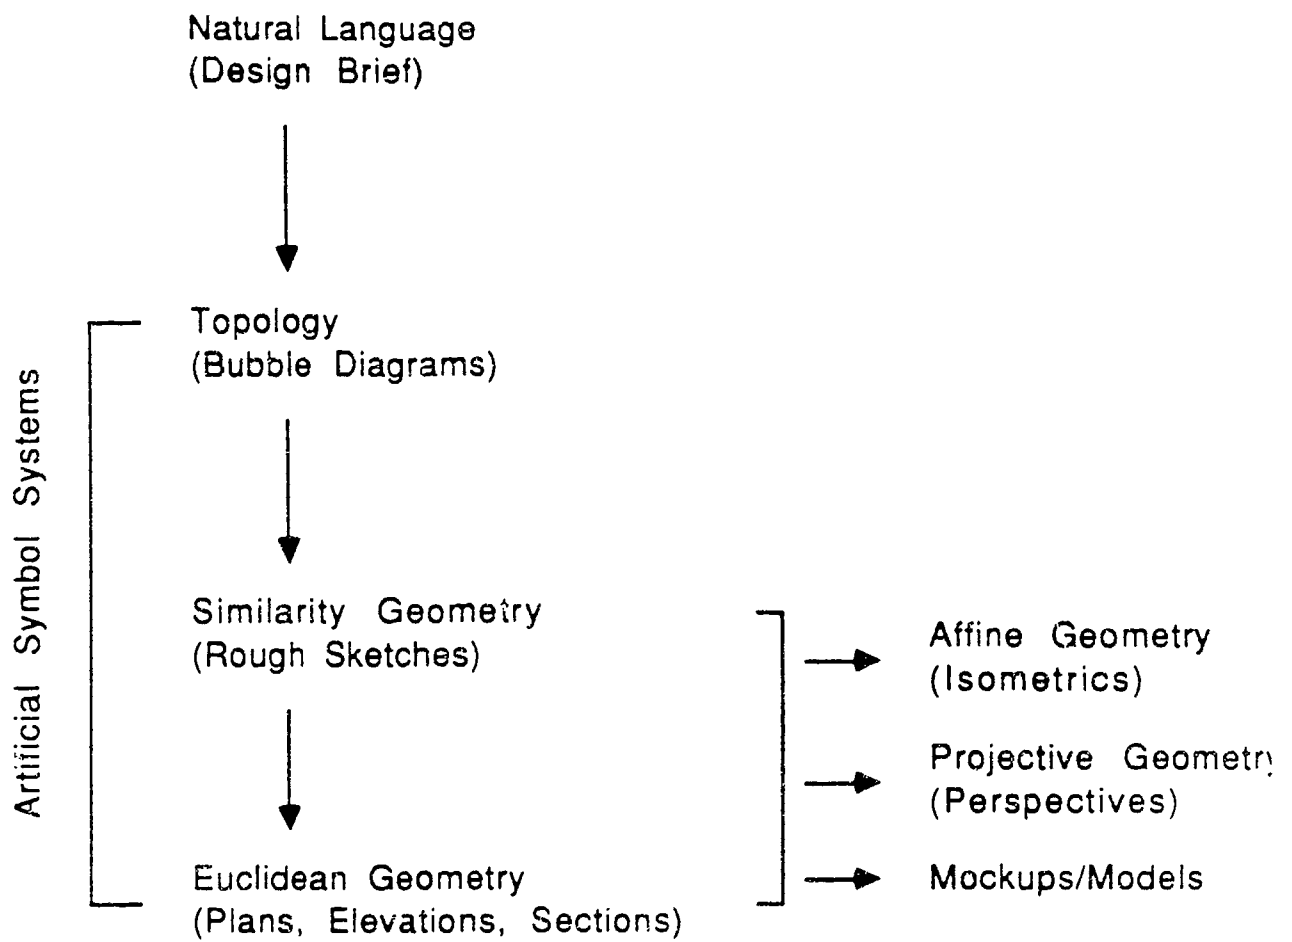 Natural Language
(Design Brief)
Topology
(Bubble Diagrams)
Artificial Symbol Systems
Similarity Geometry
(Rough Sketches)
Affine Geometry
(Isometrics)
Projective Geometry
(Perspectives)
Euclidean Geometry
(Plans, Elevations, Sections)
Mockups/Models